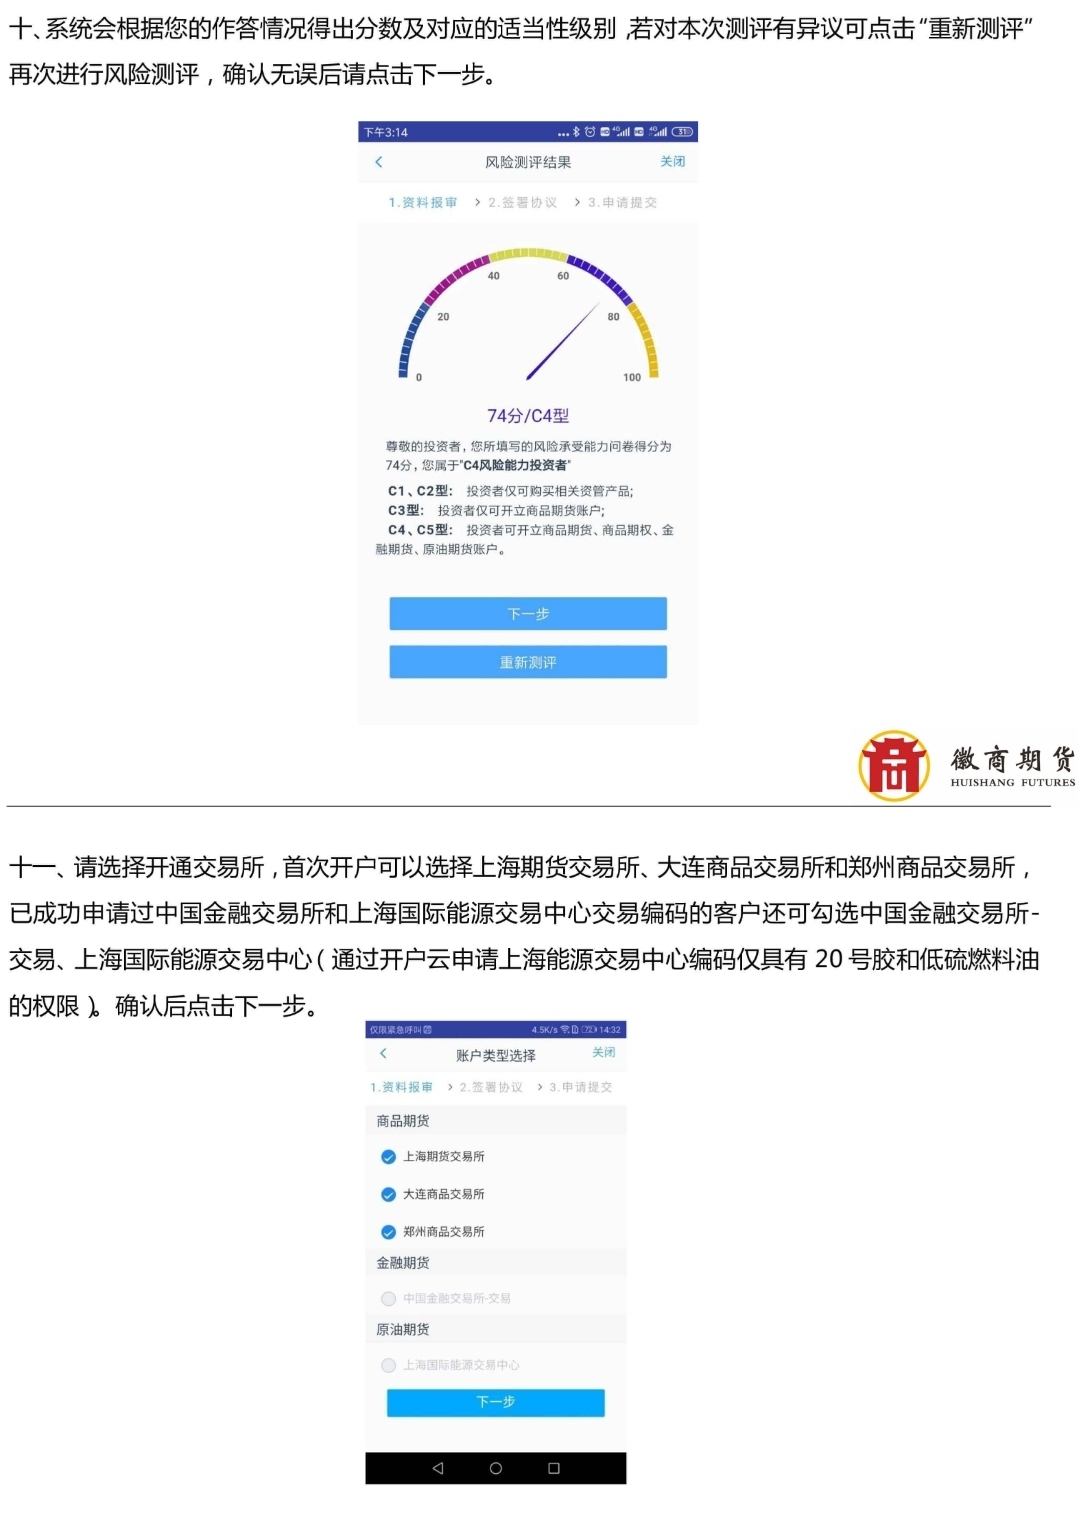 十、系统会根据您的作答情况得出分数及对应的适当性级别,若对本次测评有异议可点击“重新测评”
再次进行风险测评，确认无误后请点击下一步。
下午3:14
... HD 4G HD 4G 31
风险测评结果 关闭
1.资料报审 > 2.签署协议 > 3.申请提交
40 60
20 80
0 100
74分/C4型
尊敬的投资者，您所填写的风险承受能力问卷得分为
74分，您属于"C4风险能力投资者"
C1、C2型： 投资者仅可购买相关资管产品;
C3型： 投资者仅可开立商品期货账户;
C4、C5型： 投资者可开立商品期货、商品期权、金
融期货、原油期货账户。
下一步
重新测评
徽商期货
HUISHANG FUTURES
十一、请选择开通交易所，首次开户可以选择上海期货交易所、大连商品交易所和郑州商品交易所，
已成功申请过中国金融交易所和上海国际能源交易中心交易编码的客户还可勾选中国金融交易所-
交易、上海国际能源交易中心（通过开户云申请上海能源交易中心编码仅具有 20 号胶和低硫燃料油
的权限）。确认后点击下一步。
仅限紧急呼叫 4.5K/s 72 14:32
账户类型选择 关闭
1.资料报审 > 2.签署协议 > 3.申请提交
商品期货
上海期货交易所
大连商品交易所
郑州商品交易所
金融期货
中国金融交易所-交易
原油期货
上海国际能源交易中心
下一步